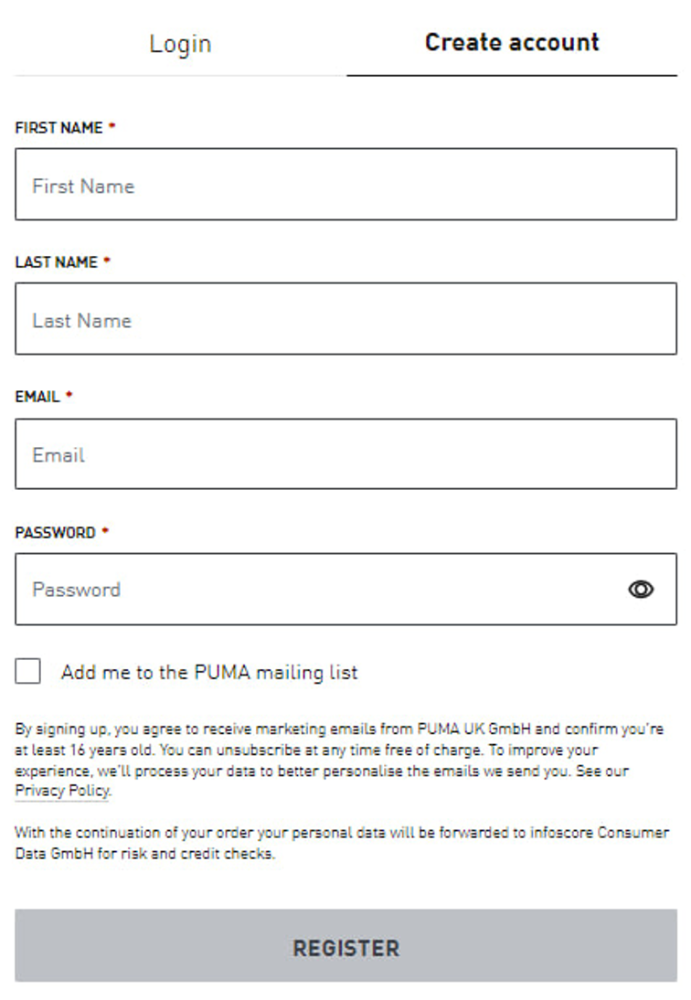 Login
Create account
FIRST NAME *
First Name
LAST NAME *
Last Name
EMAIL *
Email
PASSWORD *
Password
Add me to the PUMA mailing list
By signing up, you agree to receive marketing emails from PUMA UK GmbH and confirm you're
at least 16 years old. You can unsubscribe at any time free of charge. To improve your
experience, we'll process your data to better personalise the emails we send you. See our
Privacy Policy.
With the continuation of your order your personal data will be forwarded to infoscore Consumer
Data GmbH for risk and credit checks.
REGISTER